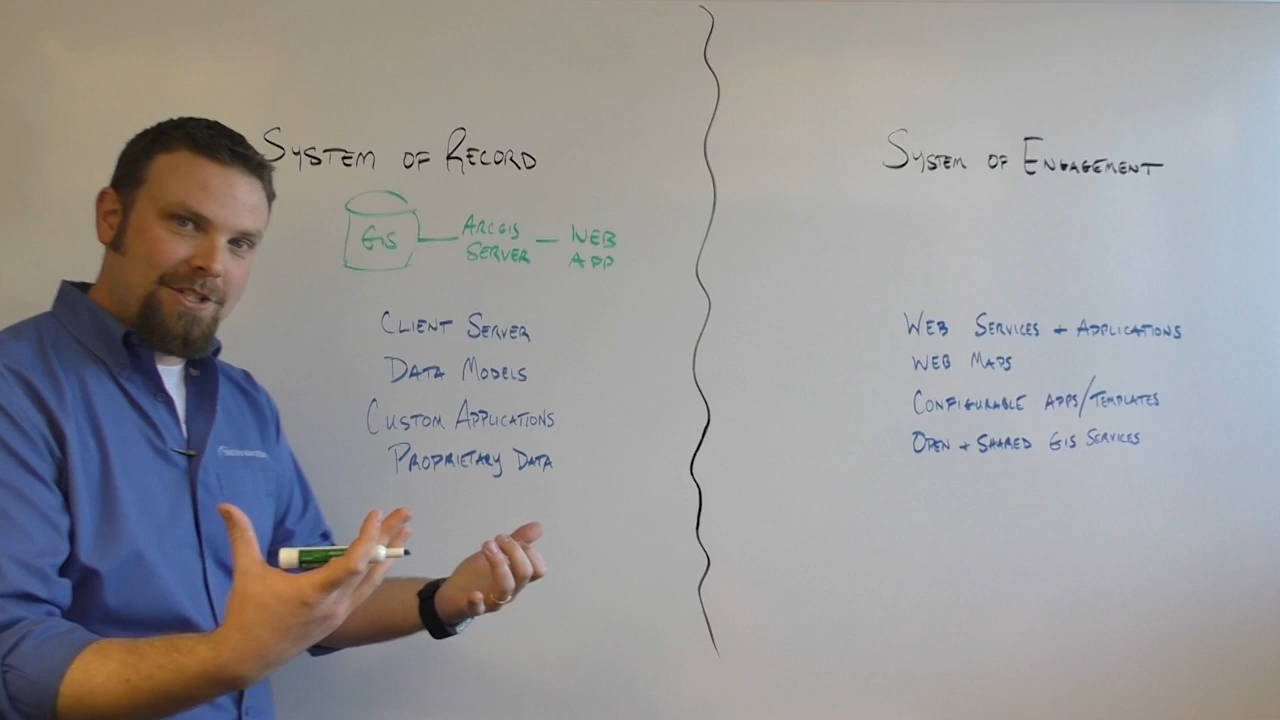 System of Record
GIS
ArcGIS
Server
Web
App
Client Server
Data Models
Custom Applications
Proprietary Data
System of Engagement
Web Services + Applications
Web Maps
Configurable Apps/Templates
Open + Shared GIS Services